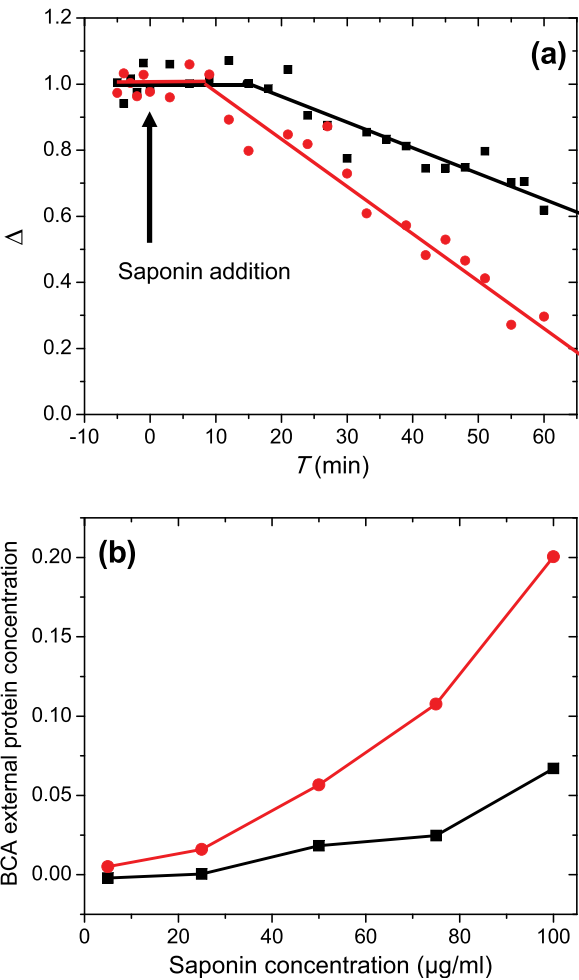 1.2
(a)
1.0
0.8
0.6
Δ
Saponin addition
0.4
0.2
0.0
-10 0 10 20 30 40 50 60
T (min)
(b)
0.20
0.15
0.10
0.05
0.00
BCA external protein concentration
0 20 40 60 80 100
Saponin concentration (µg/ml)